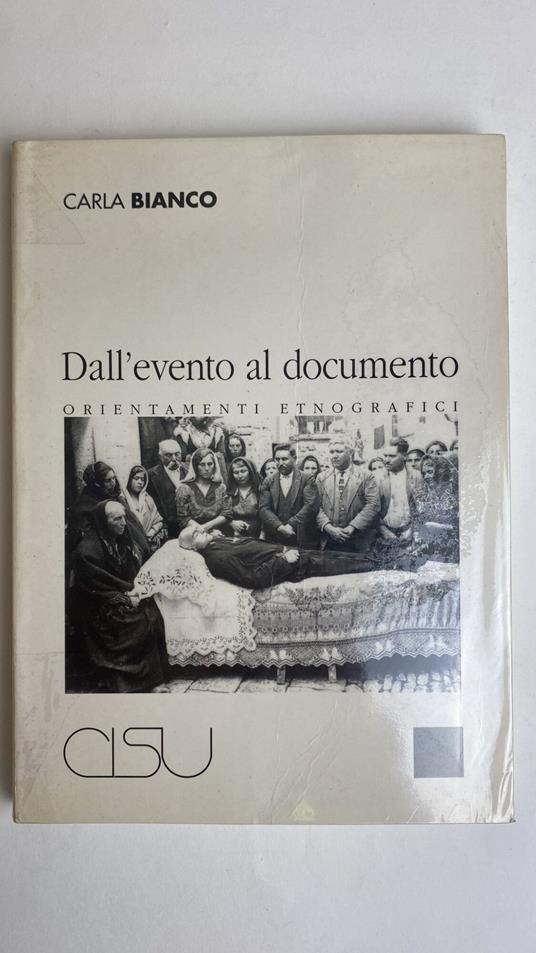 CARLA BIANCO
Dall'evento al documento
ORIENTAMENTI ETNOGRAFICI
CISU